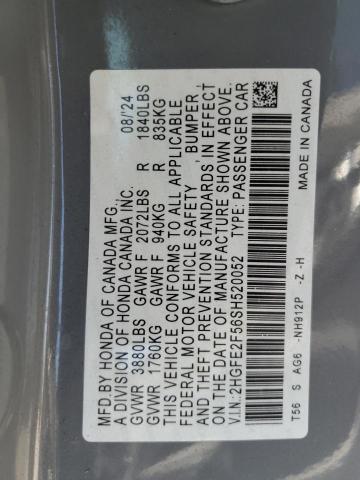 MFD. BY HONDA OF CANADA MFG., 08/'24
A DIVISION OF HONDA CANADA INC.
GVWR 3880LBS GAWR F 2072LBS R 1840LBS
GVWR 1760KG GAWR F 940KG R 835KG
THIS VEHICLE CONFORMS TO ALL APPLICABLE
FEDERAL MOTOR VEHICLE SAFETY , BUMPER,
AND THEFT PREVENTION STANDARDS IN EFFECT
ON THE DATE OF MANUFACTURE SHOWN ABOVE.
V.I.N.:2HGFE2F56SH520052 TYPE: PASSENGER CAR
T56 S AG6 -NH912P -Z -H MADE IN CANADA